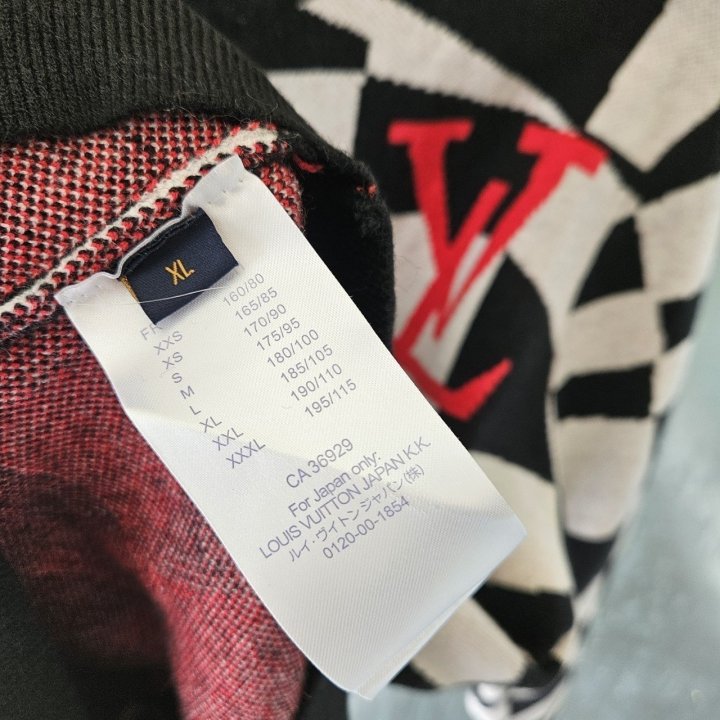 XL
FR
XXS 160/80
XS 165/85
S 170/90
M 175/95
L 180/100
XL 185/105
XXL 190/110
XXXL 195/115
CA 36929
For Japan only:
LOUIS VUITTON JAPAN K.K.
ルイ・ヴィトンジャパン(株)
0120-00-1854
LV